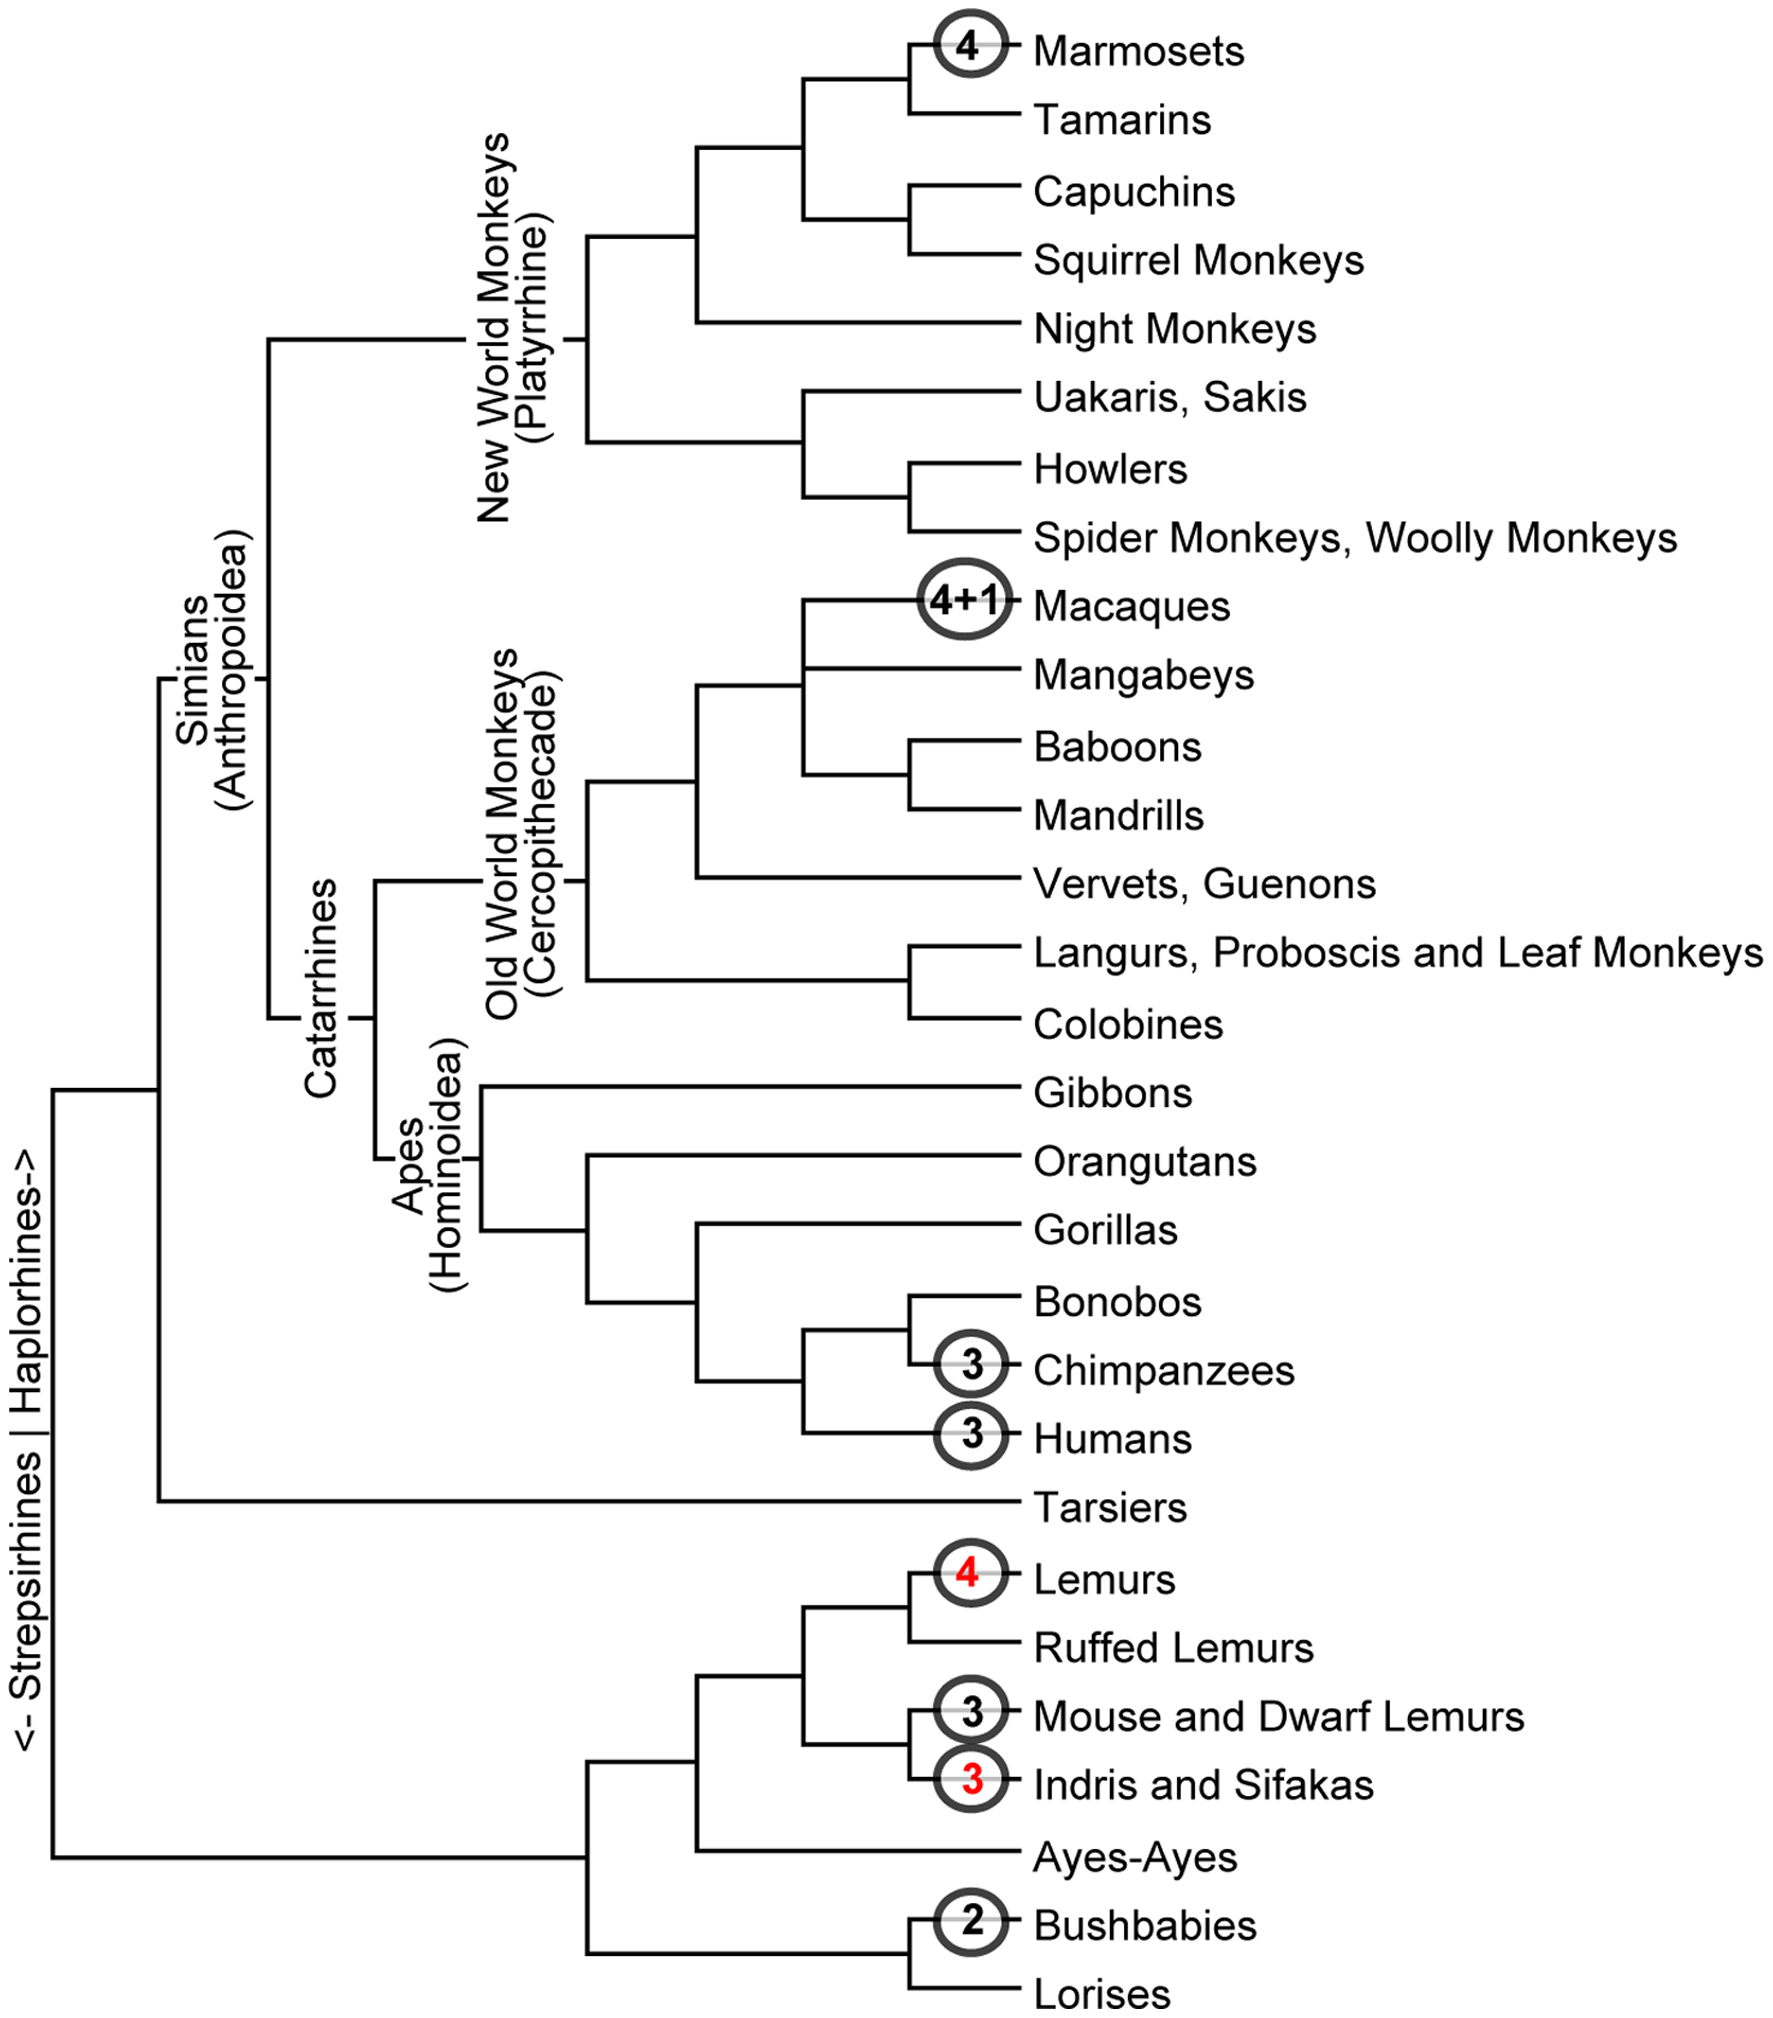 4 Marmosets
Tamarins
Capuchins
Squirrel Monkeys
Night Monkeys
Uakaris, Sakis
Howlers
Spider Monkeys, Woolly Monkeys
4+1 Macaques
Mangabeys
Baboons
Mandrills
Vervets, Guenons
Langurs, Proboscis and Leaf Monkeys
Colobines
Gibbons
Orangutans
Gorillas
Bonobos
3 Chimpanzees
3 Humans
Tarsiers
4 Lemurs
Ruffed Lemurs
3 Mouse and Dwarf Lemurs
3 Indris and Sifakas
Ayes-Ayes
2 Bushbabies
Lorises
New World Monkeys
(Platyrrhine)
Simians
(Anthropoidea)
Old World Monkeys
(Cercopithecade)
Catarrhines
Apes
(Hominoidea)
<- Strepsirhines | Haplorhines->